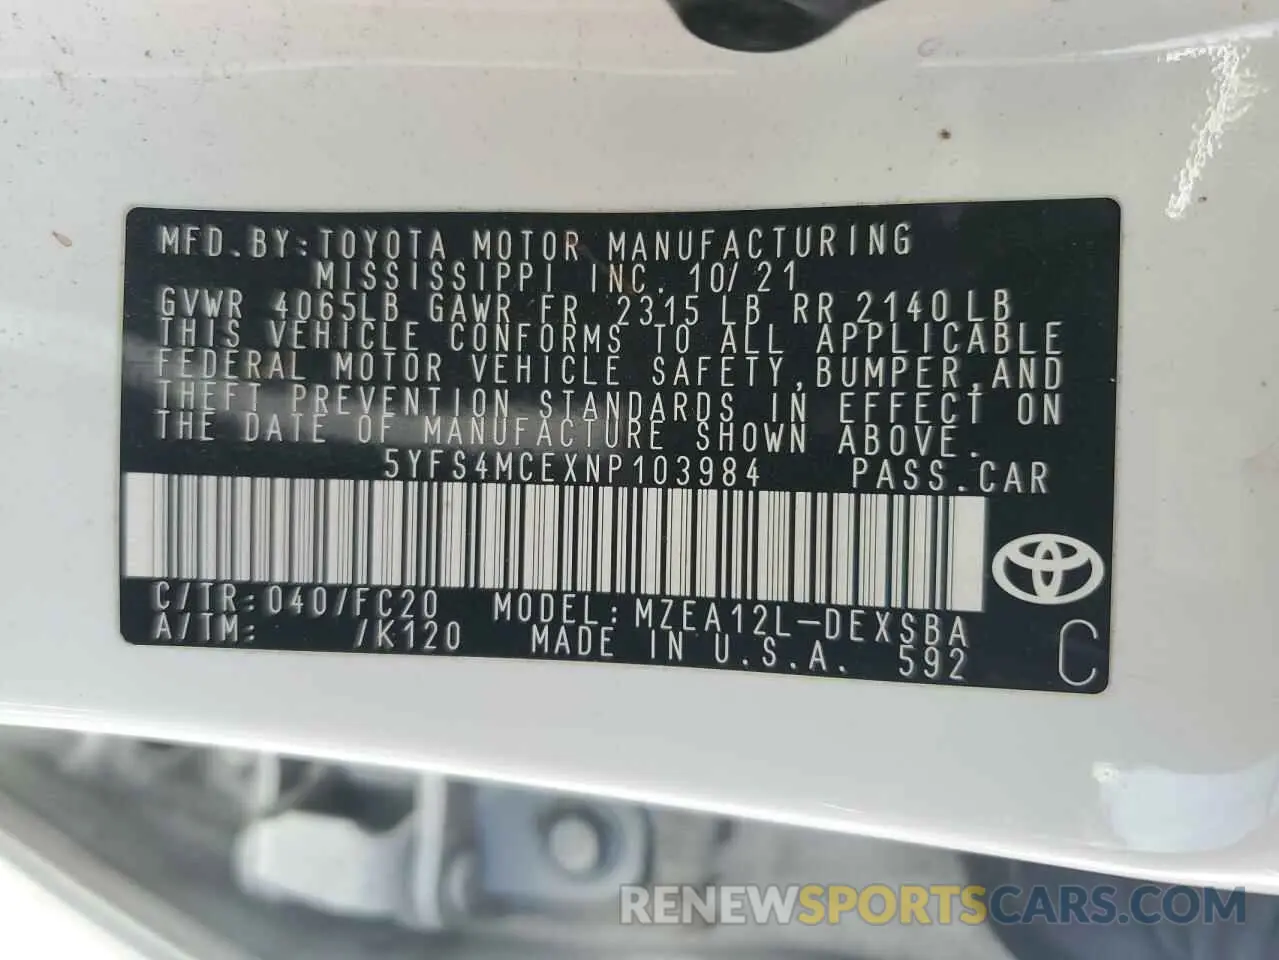 MFD.BY:TOYOTA MOTOR MANUFACTURING
MISSISSIPPI INC. 10/21
GVWR 4065LB GAWR FR 2315 LB RR 2140LB
THIS VEHICLE CONFORMS TO ALL APPLICABLE
FEDERAL MOTOR VEHICLE SAFETY,BUMPER,AND
THEFT PREVENTION STANDARDS IN EFFECT ON
THE DATE OF MANUFACTURE SHOWN ABOVE.
5YFS4MCEXNP103984 PASS.CAR
C/TR:040/FC20 MODEL:MZEA12L-DEXSBA
A/TM: /K120 MADE IN U.S.A. 592
C
RENEWSPORTSCARS.COM